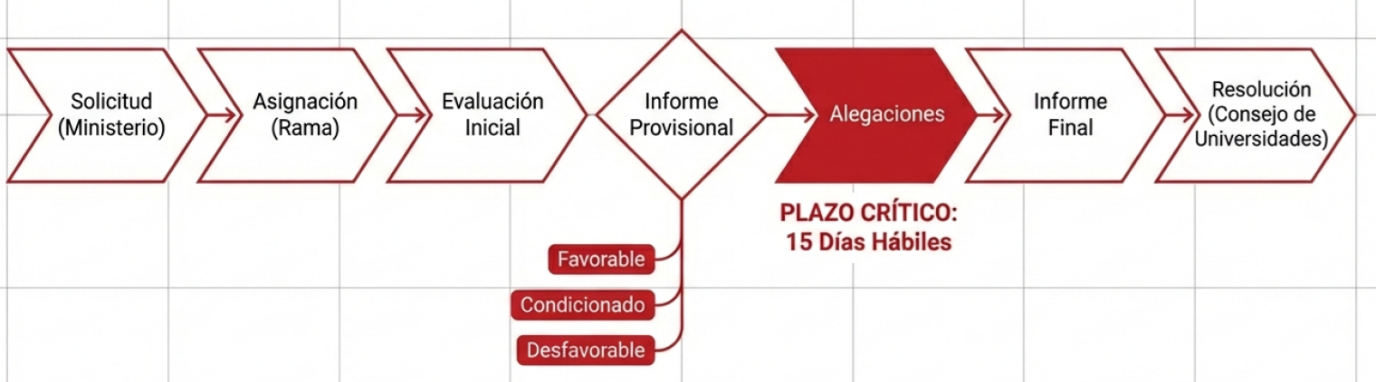 Solicitud
(Ministerio)
Asignación
(Rama)
Evaluación
Inicial
Informe
Provisional
Alegaciones
Informe
Final
Resolución
(Consejo de
Universidades)
PLAZO CRÍTICO:
15 Días Hábiles
Favorable
Condicionado
Desfavorable